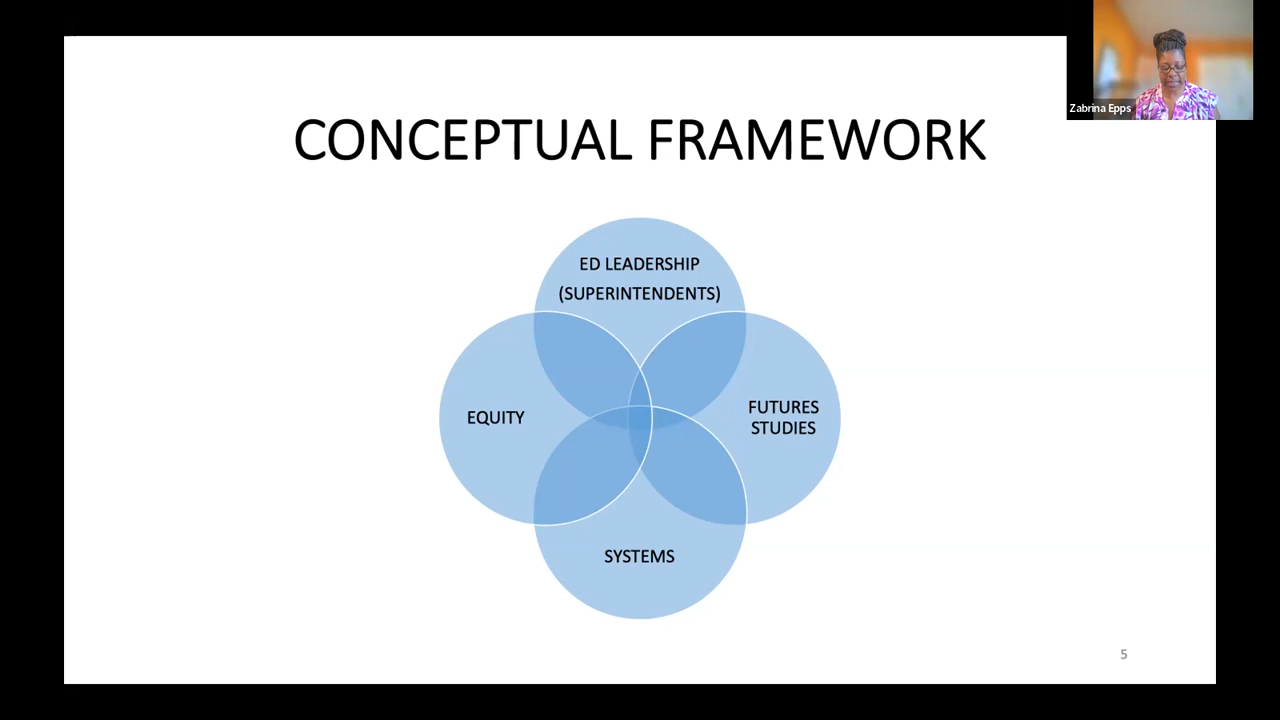 Zabrina Epps
CONCEPTUAL FRAMEWORK
ED LEADERSHIP
(SUPERINTENDENTS)
EQUITY
FUTURES
STUDIES
SYSTEMS
5